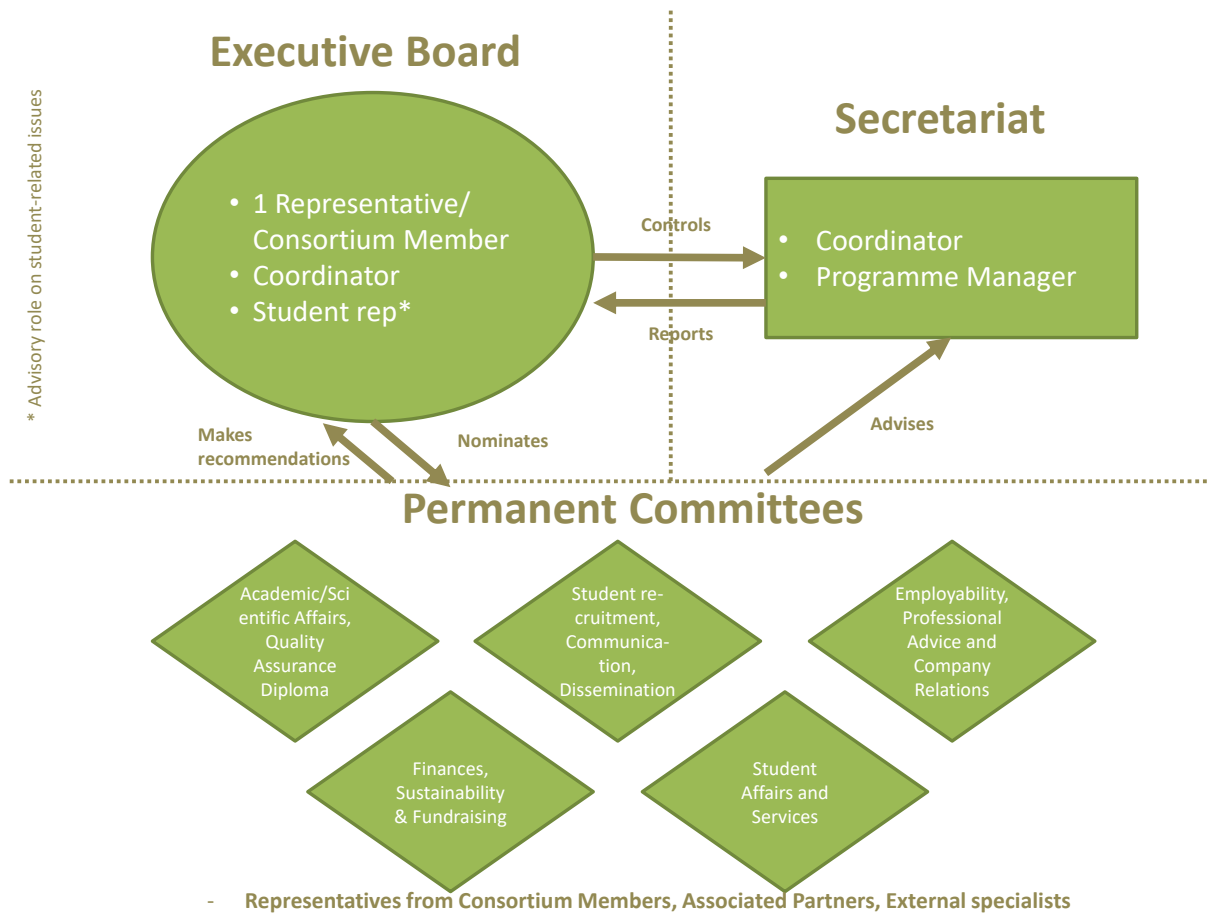 Executive Board
* Advisory role on student-related issues
Secretariat
• 1 Representative/
Consortium Member
• Coordinator
• Student rep*
Controls
• Coordinator
• Programme Manager
Reports
Makes
recommendations
Nominates
Advises
Permanent Committees
Academic/Sci
entific Affairs,
Quality
Assurance
Diploma
Student re-
cruitment,
Communica-
tion,
Dissemination
Employability,
Professional
Advice and
Company
Relations
Finances,
Sustainability
& Fundraising
Student
Affairs and
Services
- Representatives from Consortium Members, Associated Partners, External specialists